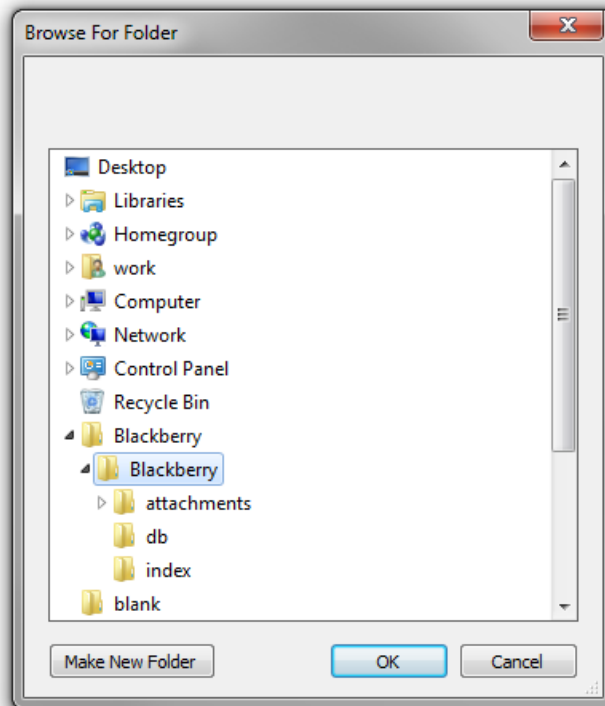 Browse For Folder
Desktop
Libraries
Homegroup
work
Computer
Network
Control Panel
Recycle Bin
Blackberry
Blackberry
attachments
db
index
blank
Make New Folder OK Cancel